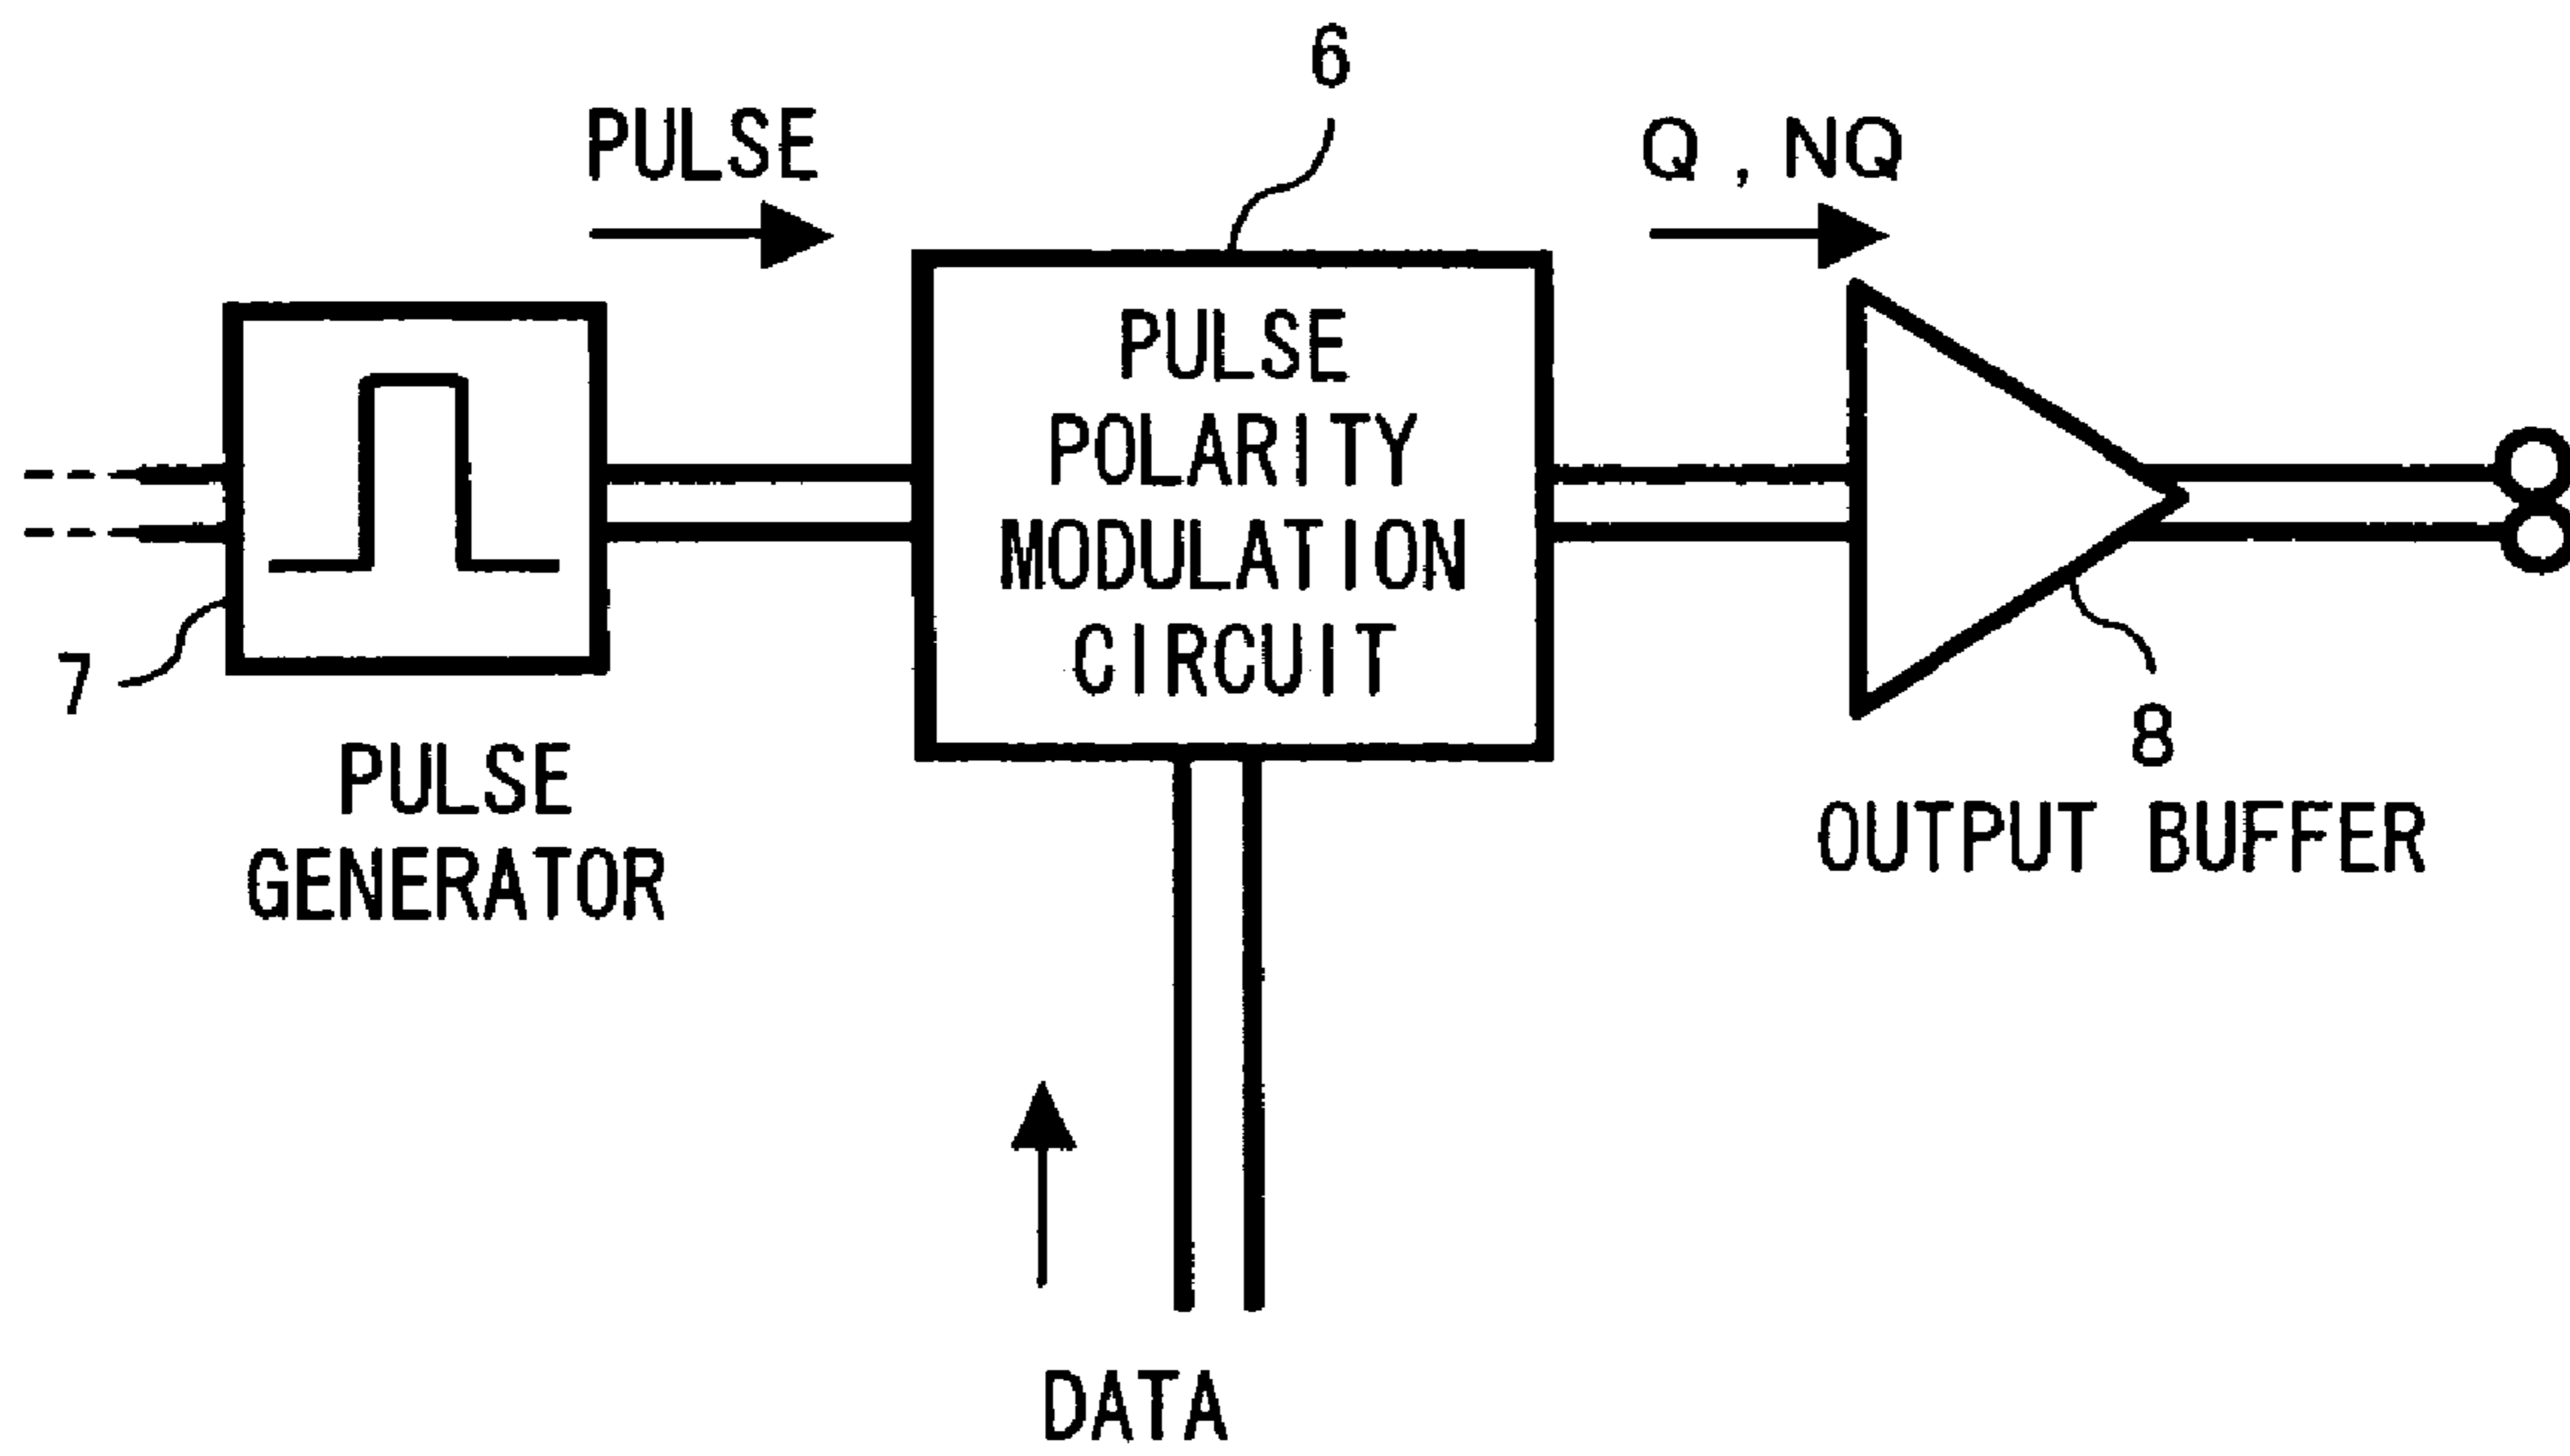 6
PULSE
Q , NQ
PULSE
POLARITY
MODULATION
CIRCUIT
7
8
PULSE
GENERATOR
OUTPUT BUFFER
DATA